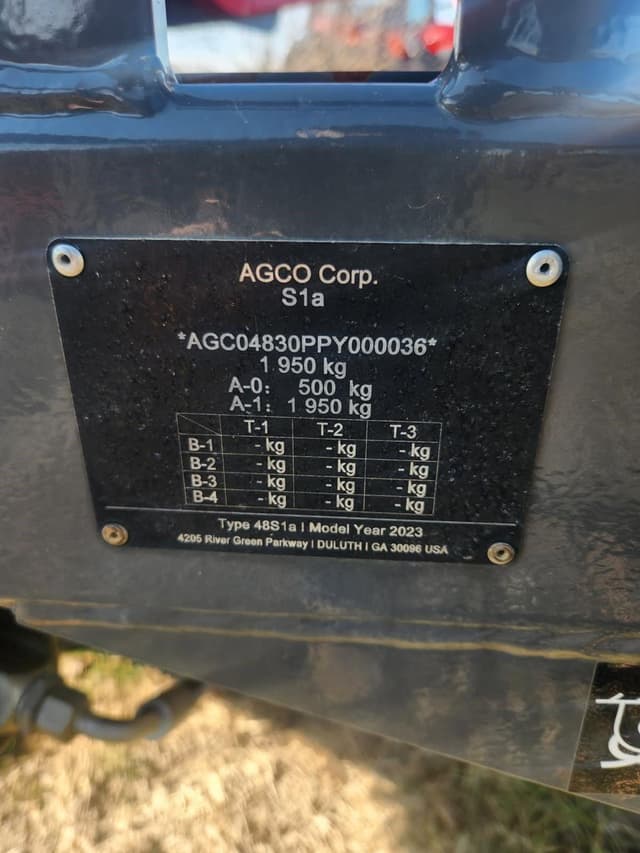 AGCO Corp.
S1a
*AGC04830PPY000036*
1 950 kg
A-0: 500 kg
A-1: 1 950 kg
T-1 T-2 T-3
B-1 - kg - kg - kg
B-2 - kg - kg - kg
B-3 - kg - kg - kg
B-4 - kg - kg - kg
Type 48S1a | Model Year 2023
4205 River Green Parkway | DULUTH | GA 30096 USA